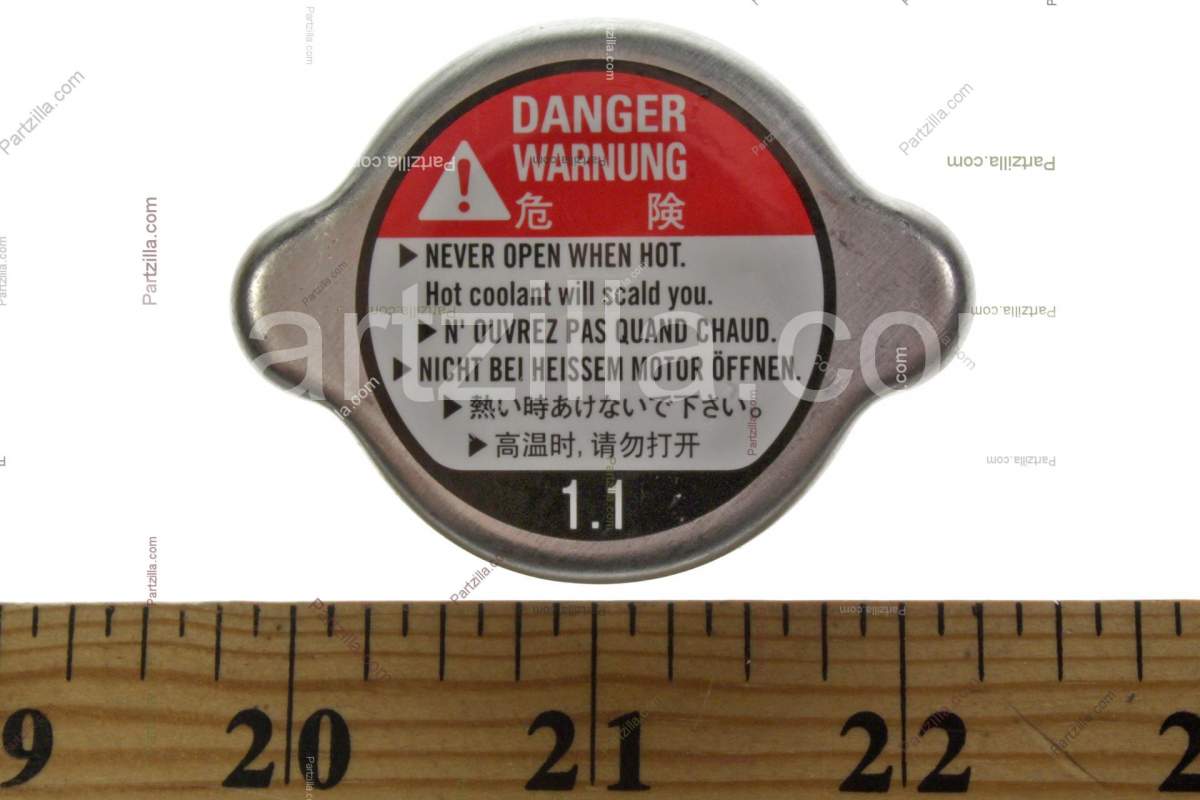 DANGER
WARNUNG
危 険
NEVER OPEN WHEN HOT.
Hot coolant will scald you.
N' OUVREZ PAS QUAND CHAUD.
NICHT BEI HEISSEM MOTOR ÖFFNEN.
熱い時あけないで下さい。
高温时, 请勿打开
1.1
Partzilla.com
9 20 21 22 2